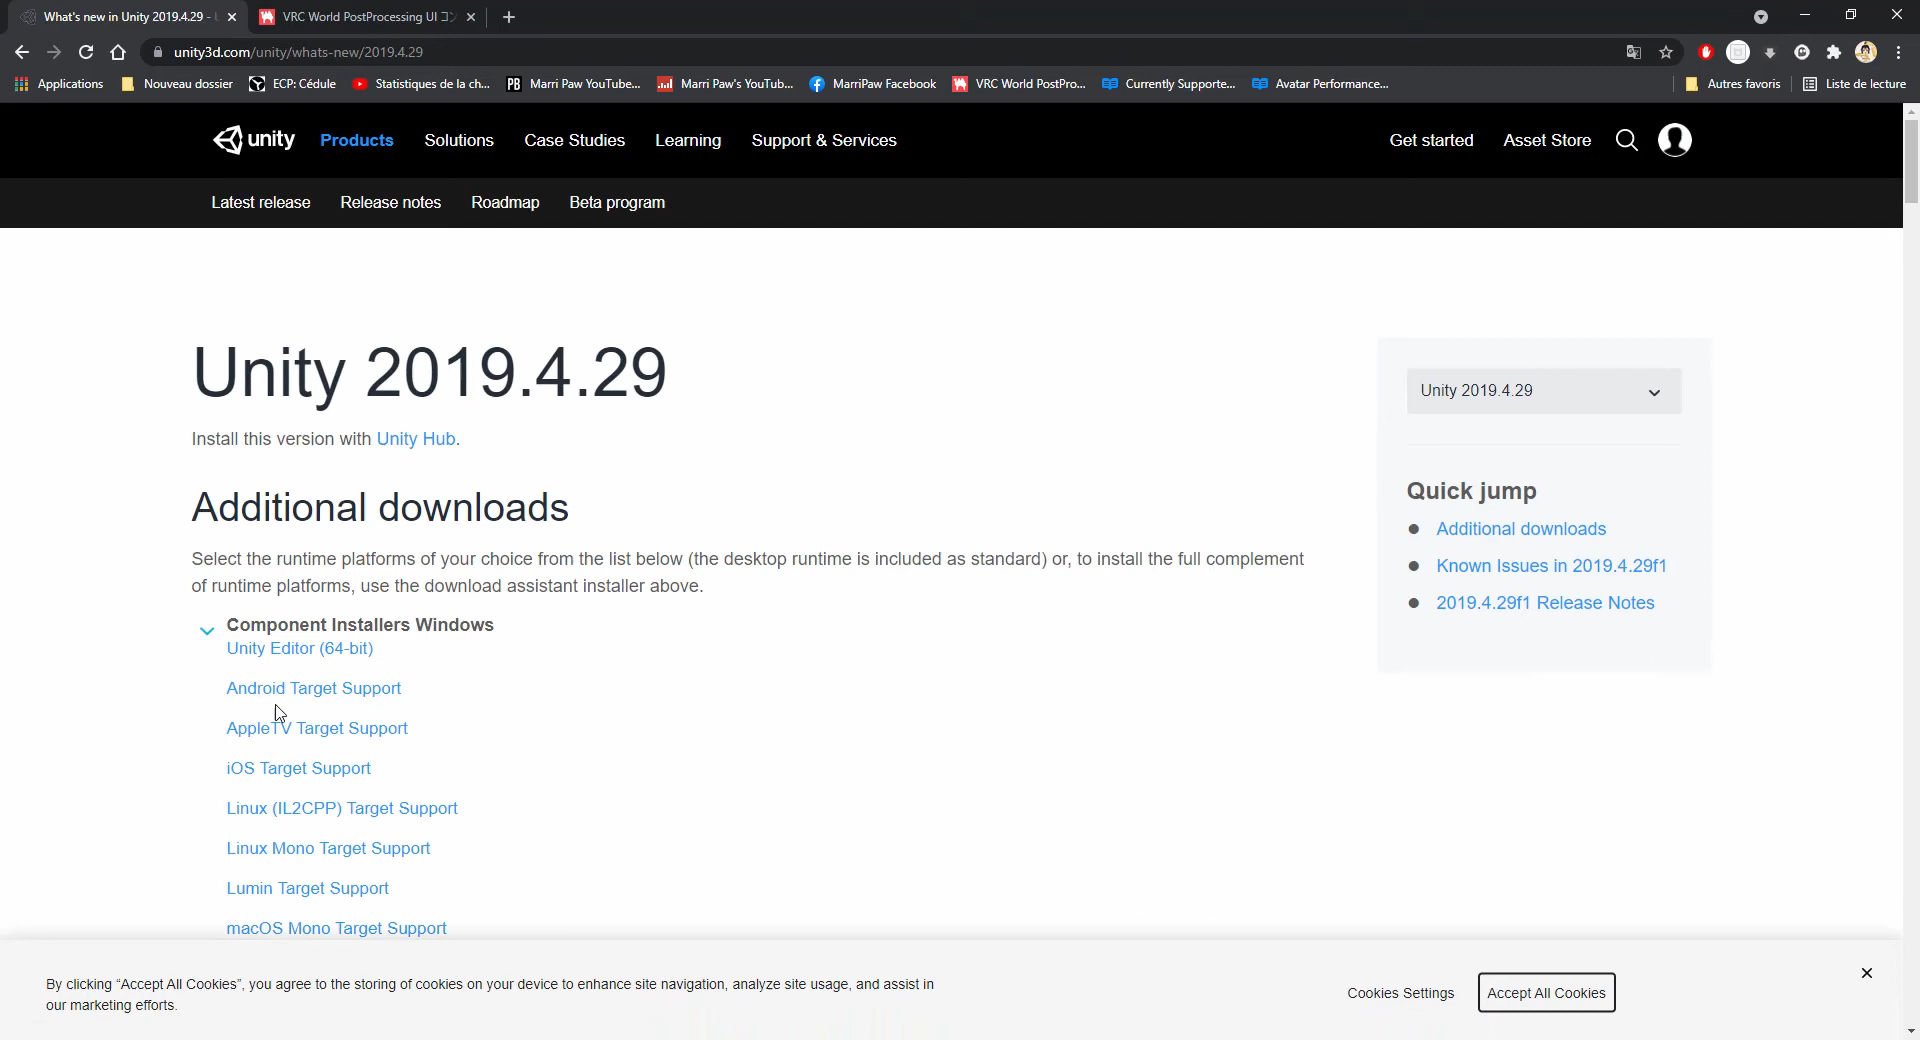 What's new in Unity 2019.4.29 -
VRC World PostProcessing UI コン
unity3d.com/unity/whats-new/2019.4.29
Applications
Nouveau dossier
ECP: Cédule
Statistiques de la ch...
PB Marri Paw YouTube...
Marri Paw's YouTub...
MarriPaw Facebook
VRC World PostPro...
Currently Supporte...
Avatar Performance...
Autres favoris
Liste de lecture
unity
Products
Solutions
Case Studies
Learning
Support & Services
Get started
Asset Store
Latest release
Release notes
Roadmap
Beta program
Unity 2019.4.29
Install this version with Unity Hub.
Additional downloads
Select the runtime platforms of your choice from the list below (the desktop runtime is included as standard) or, to install the full complement
of runtime platforms, use the download assistant installer above.
Component Installers Windows
Unity Editor (64-bit)
Android Target Support
AppleTV Target Support
iOS Target Support
Linux (IL2CPP) Target Support
Linux Mono Target Support
Lumin Target Support
macOS Mono Target Support
Unity 2019.4.29
Quick jump
Additional downloads
Known Issues in 2019.4.29f1
2019.4.29f1 Release Notes
By clicking “Accept All Cookies”, you agree to the storing of cookies on your device to enhance site navigation, analyze site usage, and assist in
our marketing efforts.
Cookies Settings
Accept All Cookies